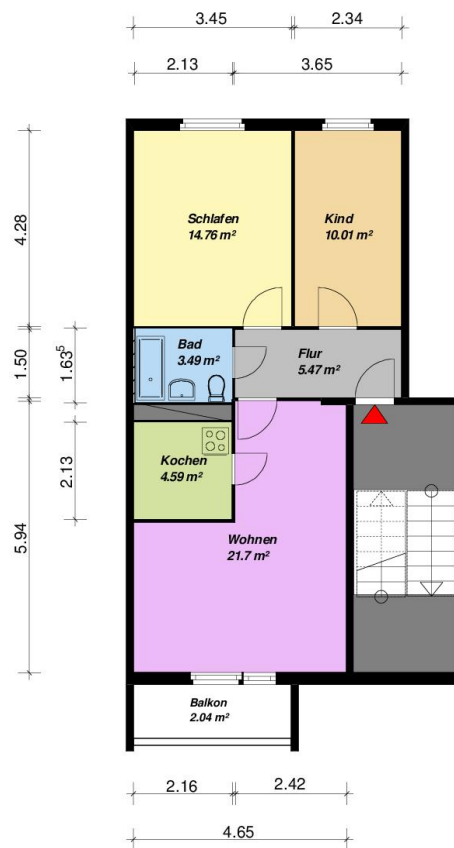 3.45
2.34
2.13
3.65
4.28
Schlafen
14.76 m²
Kind
10.01 m²
1.50
1.63⁵
Bad
3.49 m²
Flur
5.47 m²
2.13
Kochen
4.59 m²
5.94
Wohnen
21.7 m²
Balkon
2.04 m²
2.16
2.42
4.65